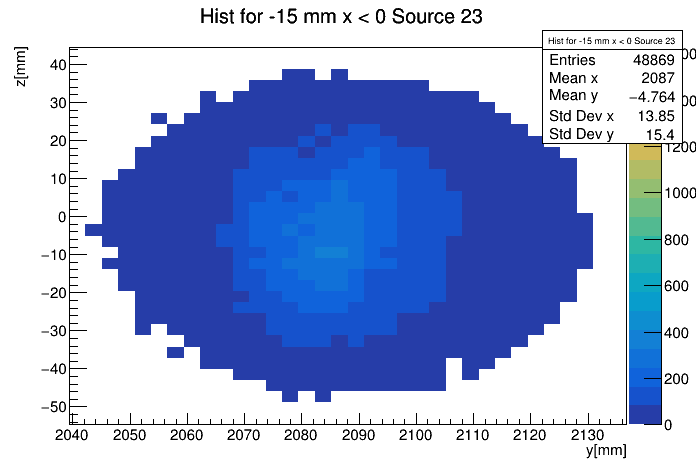 Hist for -15 mm x < 0 Source 23
Hist for -15 mm x < 0 Source 23
Entries 48869
Mean x 2087
Mean y −4.764
Std Dev x 13.85
Std Dev y 15.4
z[mm]
40
30
20
10
0
−10
−20
−30
−40
−50
2040 2050 2060 2070 2080 2090 2100 2110 2120 2130
y[mm]
1200
1000
800
600
400
200
0